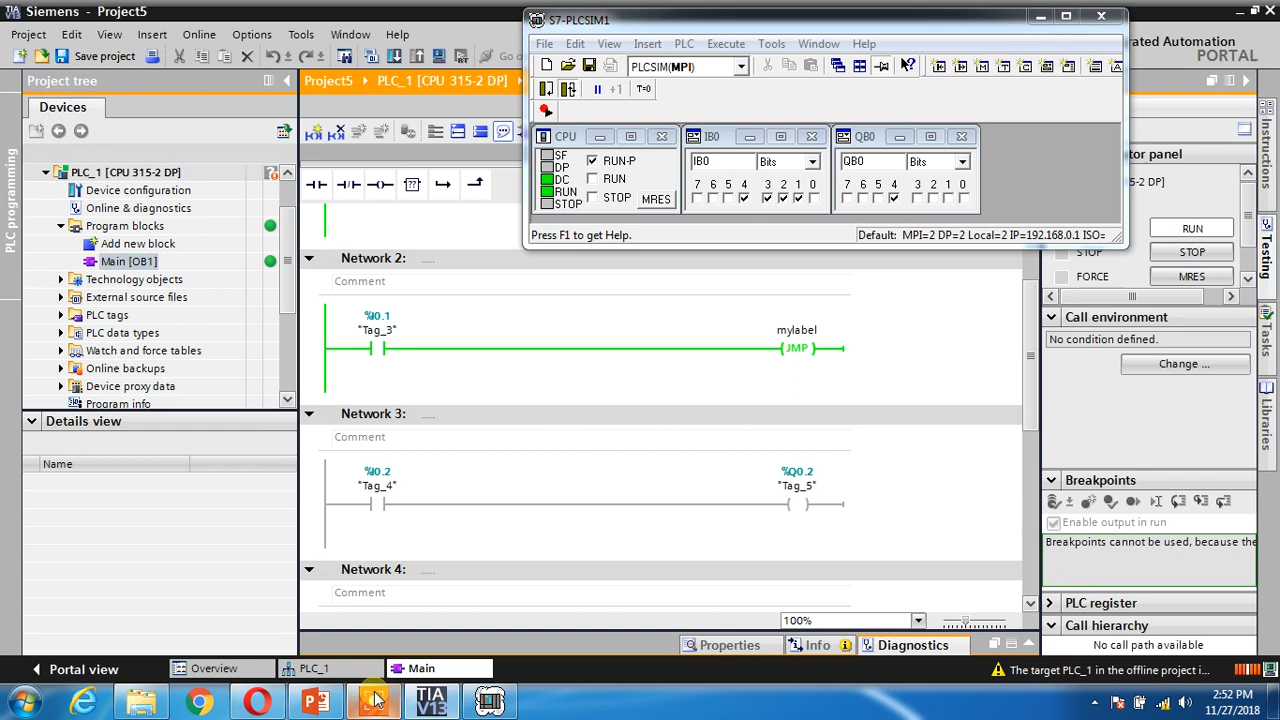 Siemens - Project5
Project Edit View Insert Online Options Tools Window Help
Save project
Go o
rated Automation
PORTAL
S7-PLCSIM1
File Edit View Insert PLC Execute Tools Window Help
PLCSIM(MPI)
+1 T=0
CPU
SF
DP
DC
RUN
STOP
RUN-P
RUN
STOP MRES
IB0
IB0 Bits
7 6 5 4 3 2 1 0
QB0
QB0 Bits
7 6 5 4 3 2 1 0
Press F1 to get Help.
Default: MPI=2 DP=2 Local=2 IP=192.168.0.1 ISO=
Project tree
Devices
PLC programming
PLC_1 [CPU 315-2 DP]
Device configuration
Online & diagnostics
Program blocks
Add new block
Main [OB1]
Technology objects
External source files
PLC tags
PLC data types
Watch and force tables
Online backups
Device proxy data
Program info
Details view
Name
Project5 PLC_1 [CPU 315-2 DP]
Network 2: .....
Comment
%I0.1
"Tag_3"
mylabel
JMP
Network 3: .....
Comment
%I0.2
"Tag_4"
%Q0.2
"Tag_5"
Network 4: .....
Comment
100%
Properties Info Diagnostics
tor panel
-2 DP]
RUN
STOP STOP
FORCE MRES
Call environment
No condition defined.
Change ...
Breakpoints
Enable output in run
Breakpoints cannot be used, because the
PLC register
Call hierarchy
No call path available
Testing
Tasks
Libraries
Portal view
Overview
PLC_1
Main
The target PLC_1 in the offline project i...
TIA
V13
2:52 PM
11/27/2018